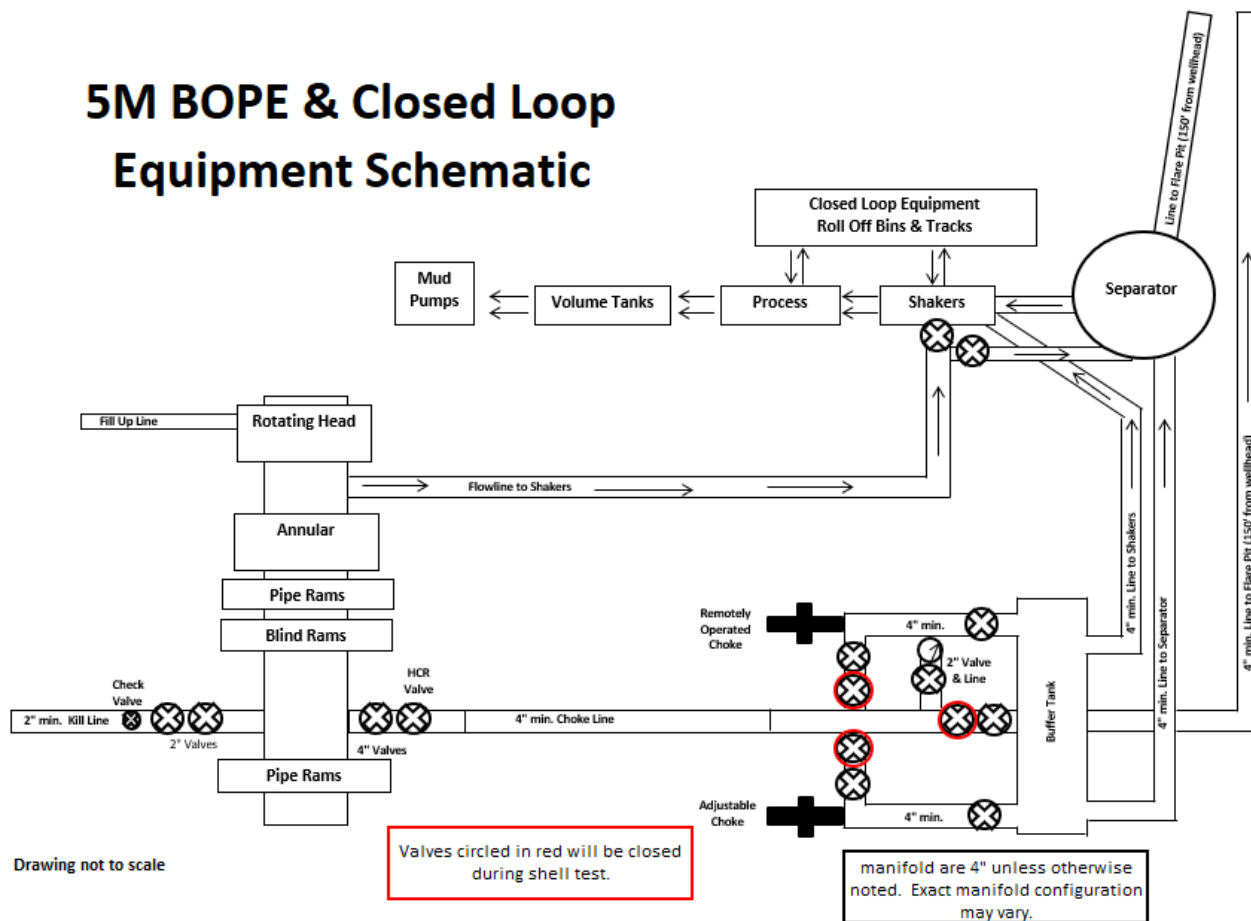 5M BOPE & Closed Loop
Equipment Schematic
Line to Flare Pit (150' from wellhead)
Closed Loop Equipment
Roll Off Bins & Tracks
Mud
Pumps
Volume Tanks
Process
Shakers
Separator
Fill Up Line
Rotating Head
Flowline to Shakers
Annular
Pipe Rams
Blind Rams
Check
Valve
HCR
Valve
2" min. Kill Line
2" Valves
4" Valves
4" min. Choke Line
Pipe Rams
Remotely
Operated
Choke
4" min.
2" Valve
& Line
Buffer Tank
Adjustable
Choke
4" min.
4" min. Line to Shakers
4" min. Line to Separator
4" min. Line to Flare Pit (150' from wellhead)
Drawing not to scale
Valves circled in red will be closed
during shell test.
manifold are 4" unless otherwise
noted. Exact manifold configuration
may vary.